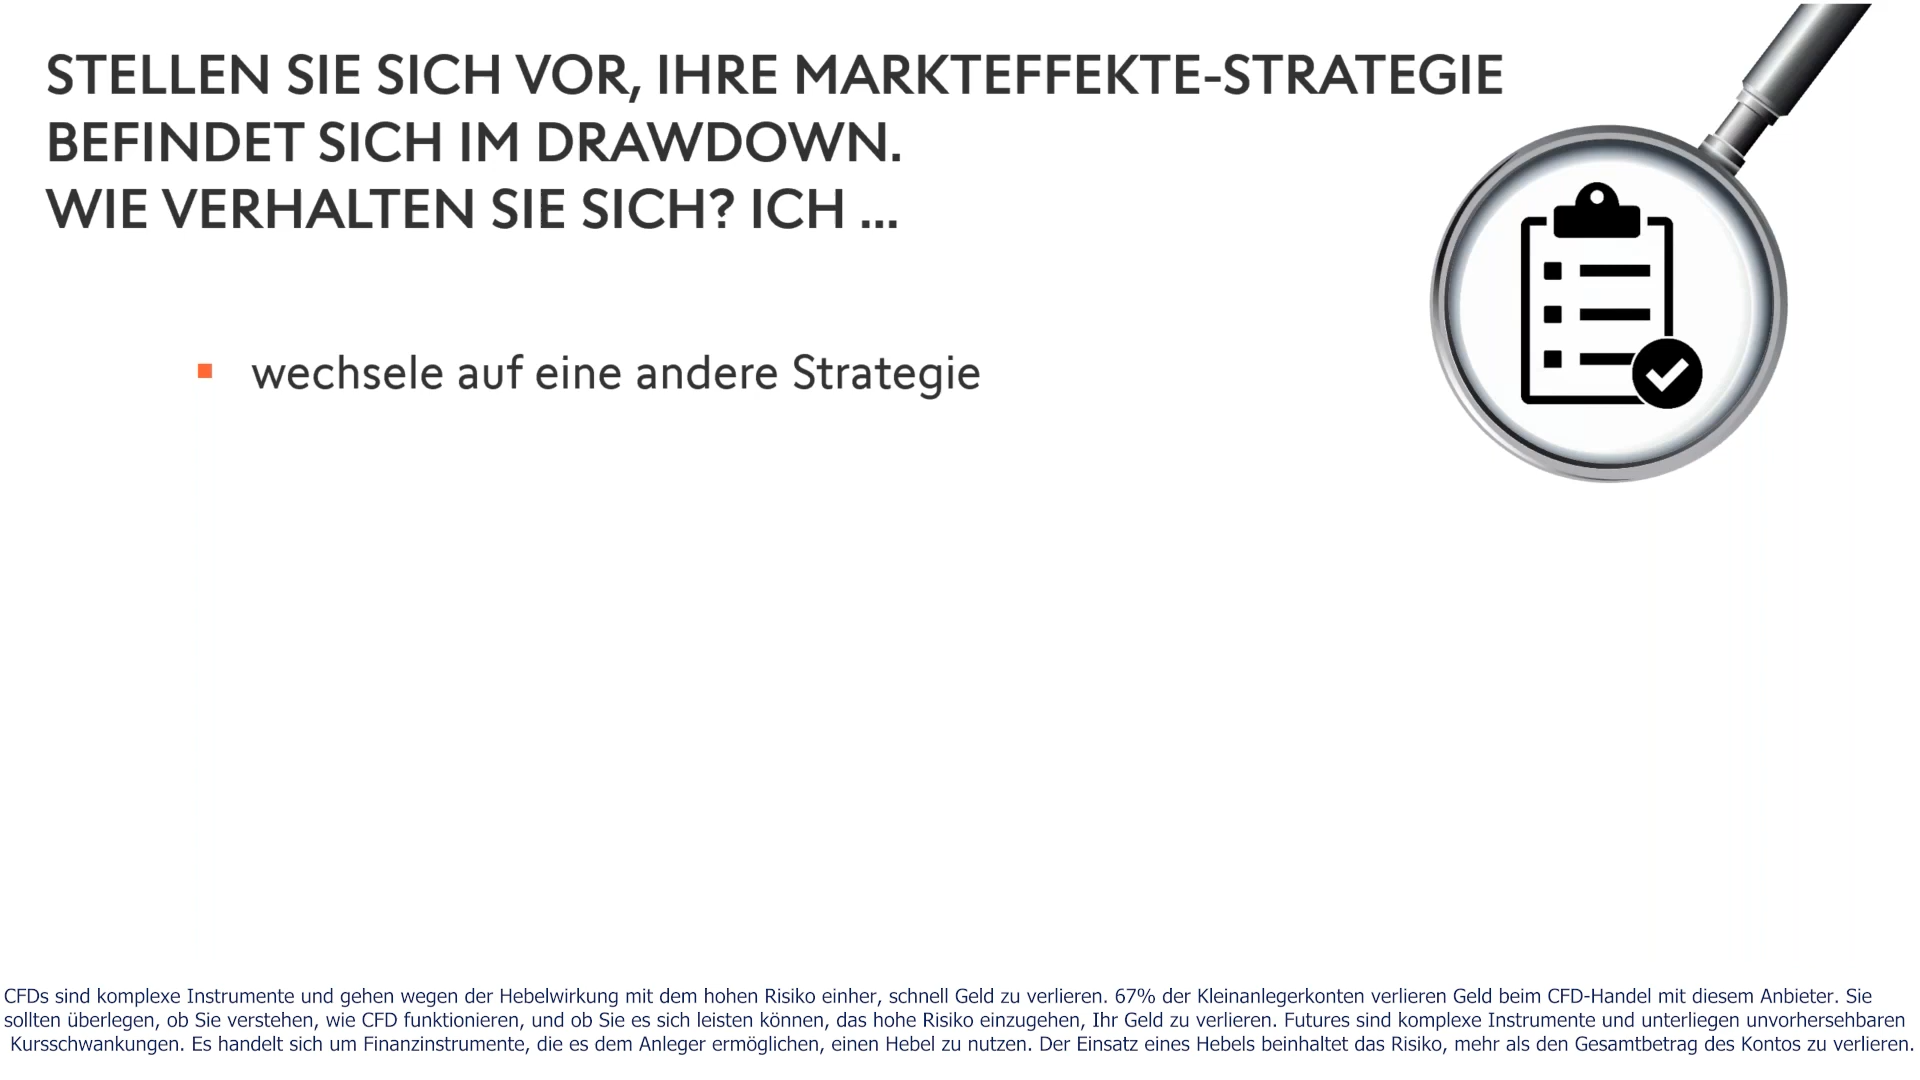 STELLEN SIE SICH VOR, IHRE MARKTEFFEKTE-STRATEGIE
BEFINDET SICH IM DRAWDOWN.
WIE VERHALTEN SIE SICH? ICH ...
wechsele auf eine andere Strategie
CFDs sind komplexe Instrumente und gehen wegen der Hebelwirkung mit dem hohen Risiko einher, schnell Geld zu verlieren. 67% der Kleinanlegerkonten verlieren Geld beim CFD-Handel mit diesem Anbieter. Sie
sollten überlegen, ob Sie verstehen, wie CFD funktionieren, und ob Sie es sich leisten können, das hohe Risiko einzugehen, Ihr Geld zu verlieren. Futures sind komplexe Instrumente und unterliegen unvorhersehbaren
Kursschwankungen. Es handelt sich um Finanzinstrumente, die es dem Anleger ermöglichen, einen Hebel zu nutzen. Der Einsatz eines Hebels beinhaltet das Risiko, mehr als den Gesamtbetrag des Kontos zu verlieren.